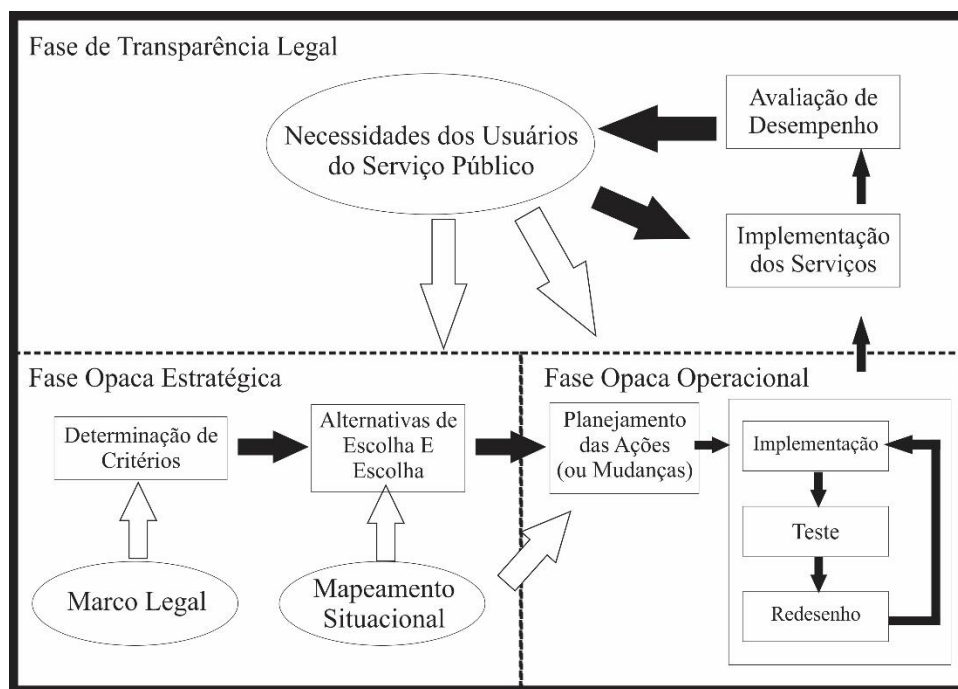 Fase de Transparência Legal
Necessidades dos Usuários
do Serviço Público
Avaliação de
Desempenho
Implementação
dos Serviços
Fase Opaca Estratégica
Determinação de
Critérios
Alternativas de
Escolha E
Escolha
Marco Legal
Mapeamento
Situacional
Fase Opaca Operacional
Planejamento
das Ações
(ou Mudanças)
Implementação
Teste
Redesenho